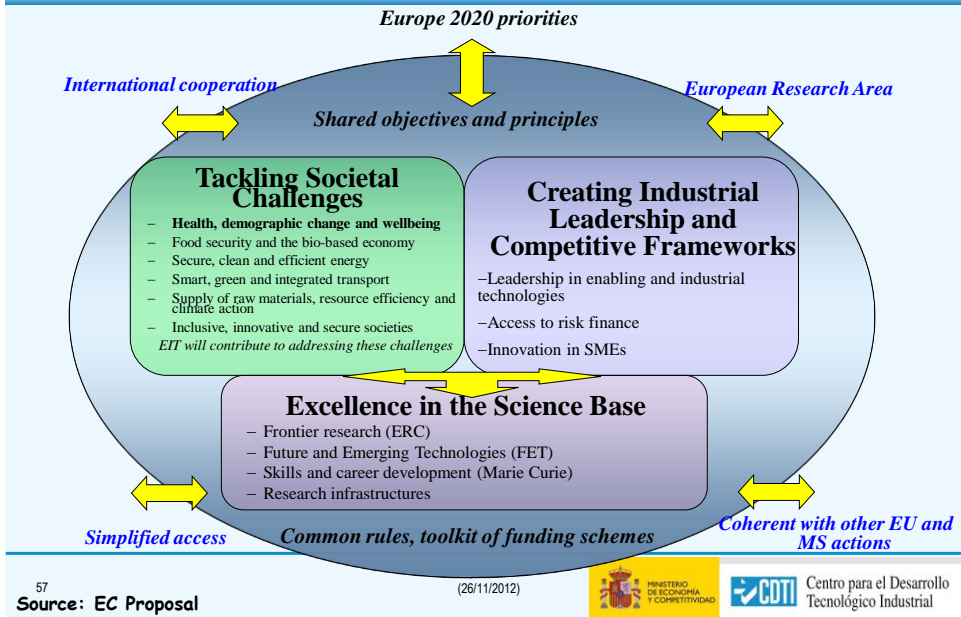 Europe 2020 priorities
International cooperation
European Research Area
Shared objectives and principles
Tackling Societal
Challenges
– Health, demographic change and wellbeing
– Food security and the bio-based economy
– Secure, clean and efficient energy
– Smart, green and integrated transport
– Supply of raw materials, resource efficiency and
climate action
– Inclusive, innovative and secure societies
EIT will contribute to addressing these challenges
Creating Industrial
Leadership and
Competitive Frameworks
–Leadership in enabling and industrial
technologies
–Access to risk finance
–Innovation in SMEs
Excellence in the Science Base
– Frontier research (ERC)
– Future and Emerging Technologies (FET)
– Skills and career development (Marie Curie)
– Research infrastructures
Simplified access
Common rules, toolkit of funding schemes
Coherent with other EU and
MS actions
57
Source: EC Proposal
(26/11/2012)
MINISTERIO
DE ECONOMÍA
Y COMPETITIVIDAD
CDTI
Centro para el Desarrollo
Tecnológico Industrial